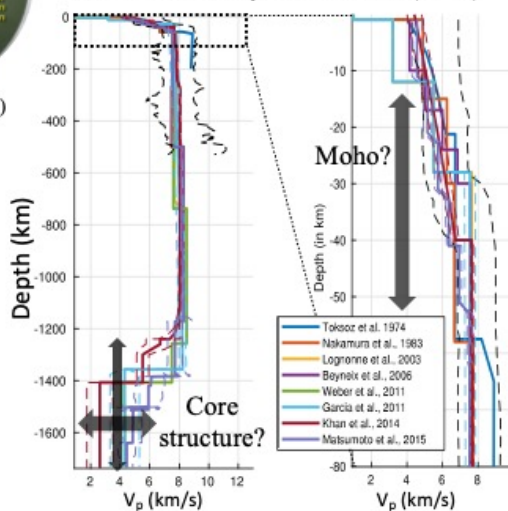 0
-200
-400
-600
-800
-1000
-1200
-1400
-1600
Depth (km)
2 4 6 8 10 12
Vp (km/s)
Core
structure?
)
-10
-20
-30
-50
-80
Depth (in km)
Moho?
Toksoz et al. 1974
Nakamura et al., 1983
Lognonne et al., 2003
Beyneix et al., 2006
Weber et al., 2011
Garcia et al., 2011
Khan et al., 2014
Matsumoto et al., 2015
2 4 6 8
Vp (km/s)